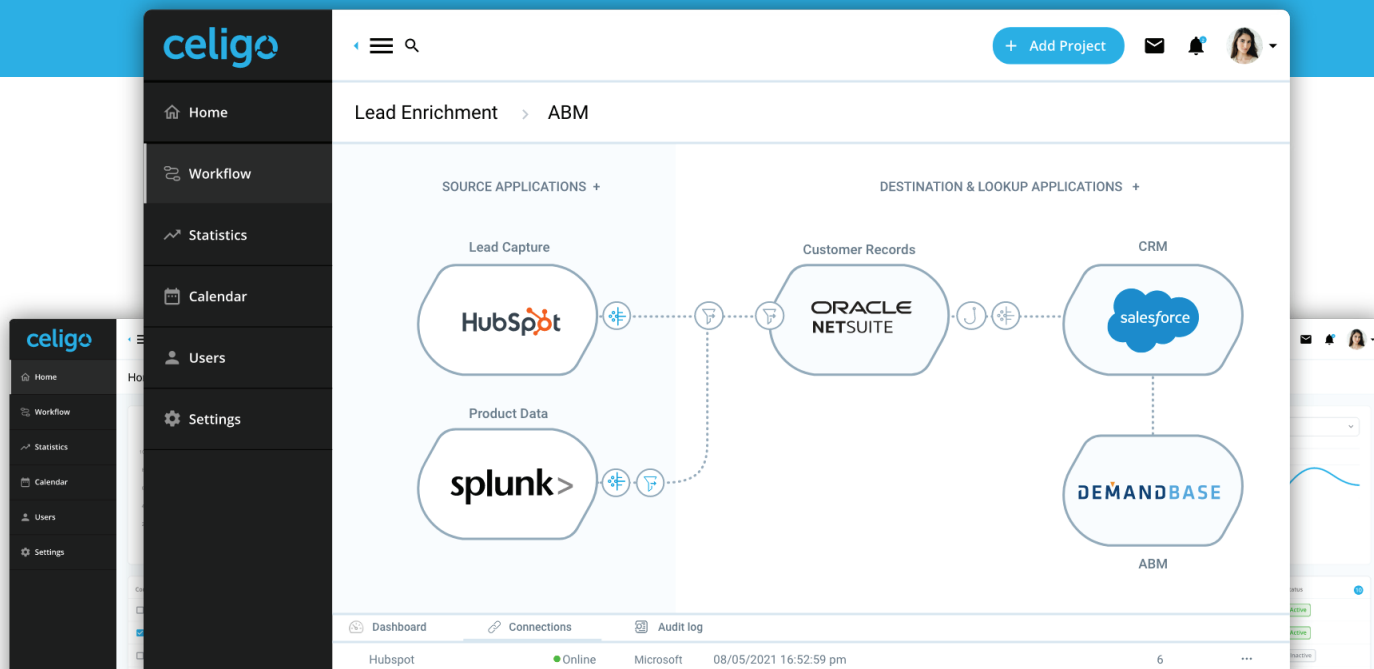 celigo
Add Project
Home
Workflow
Statistics
Calendar
Users
Settings
Lead Enrichment > ABM
SOURCE APPLICATIONS +
DESTINATION & LOOKUP APPLICATIONS +
Lead Capture
Customer Records
CRM
HubSpot
ORACLE
NETSUITE
salesforce
Product Data
splunk>
DEMANDBASE
ABM
Dashboard
Connections
Audit log
Hubspot
Online
Microsoft
08/05/2021 16:52:59 pm
6
...
celigo
Home
Workflow
Statistics
Calendar
Users
Settings
Active